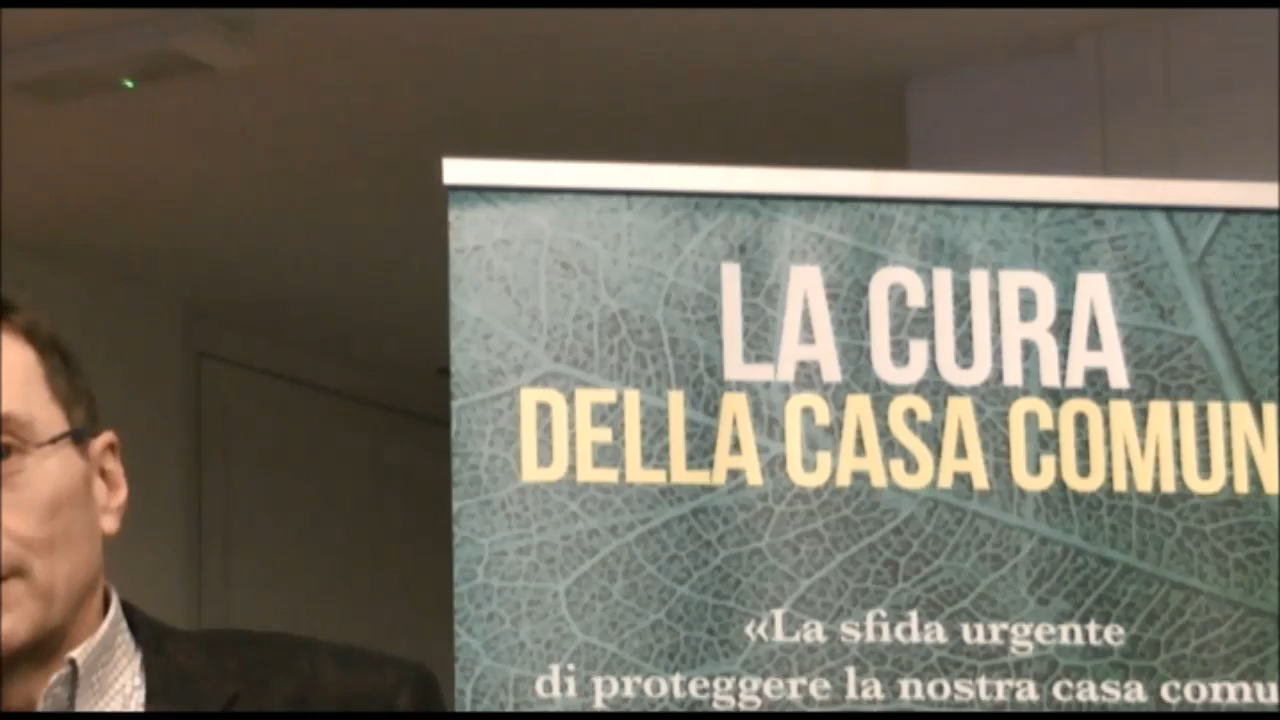 LA CURA
DELLA CASA COMUN
«La sfida urgente
di proteggere la nostra casa comu